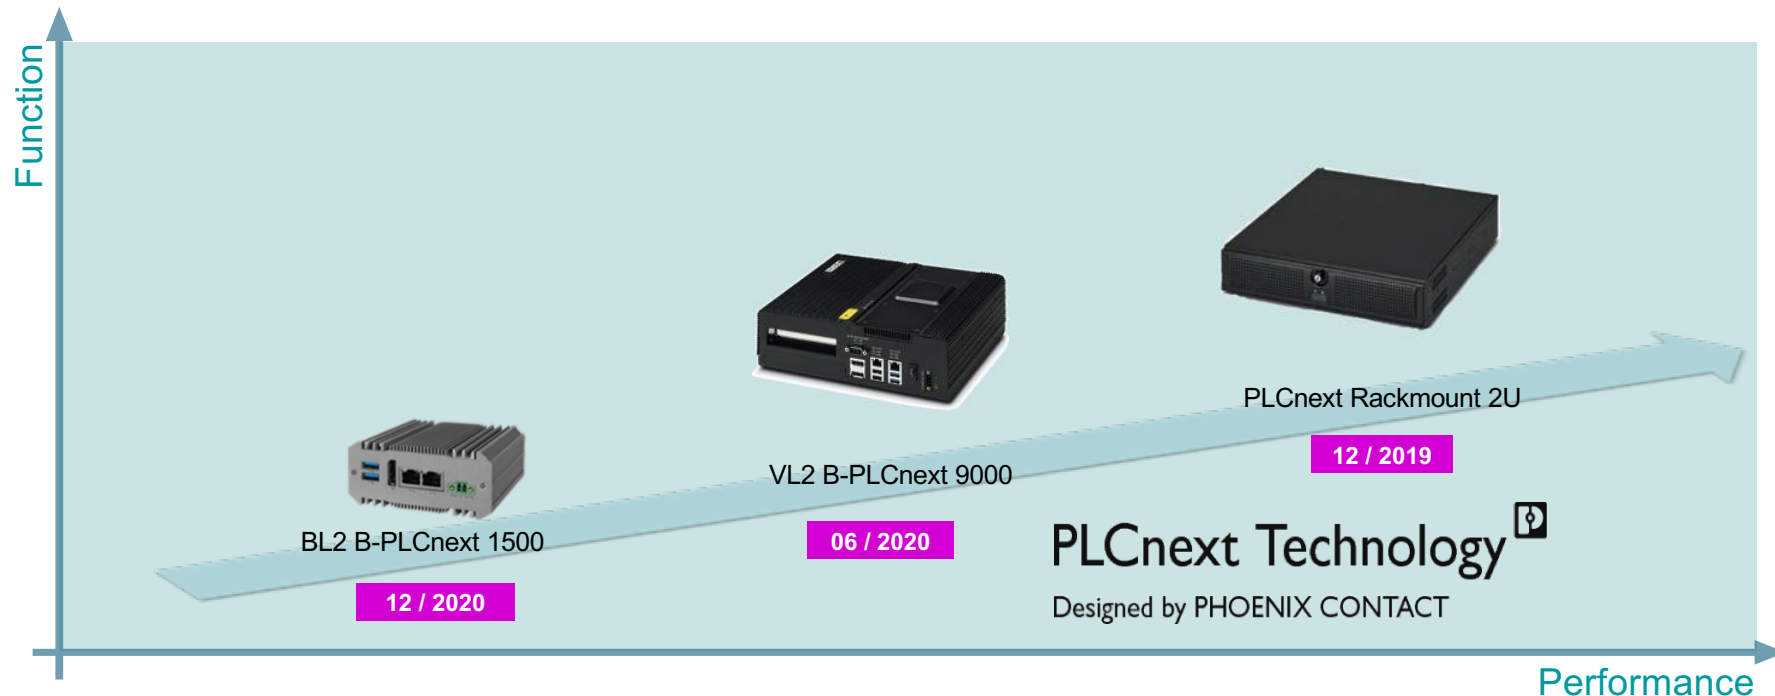 Function
PLCnext Rackmount 2U
12 / 2019
VL2 B-PLCnext 9000
06 / 2020
BL2 B-PLCnext 1500
12 / 2020
PLCnext Technology
Designed by PHOENIX CONTACT
Performance